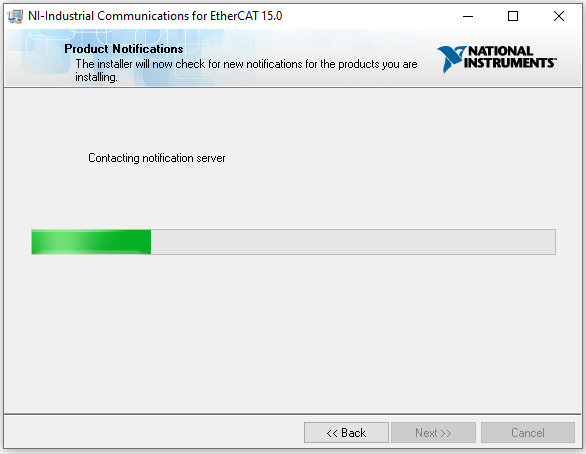 NI-Industrial Communications for EtherCAT 15.0
Product Notifications
The installer will now check for new notifications for the products you are
installing.
NATIONAL
INSTRUMENTS™
Contacting notification server
<< Back
Next >>
Cancel